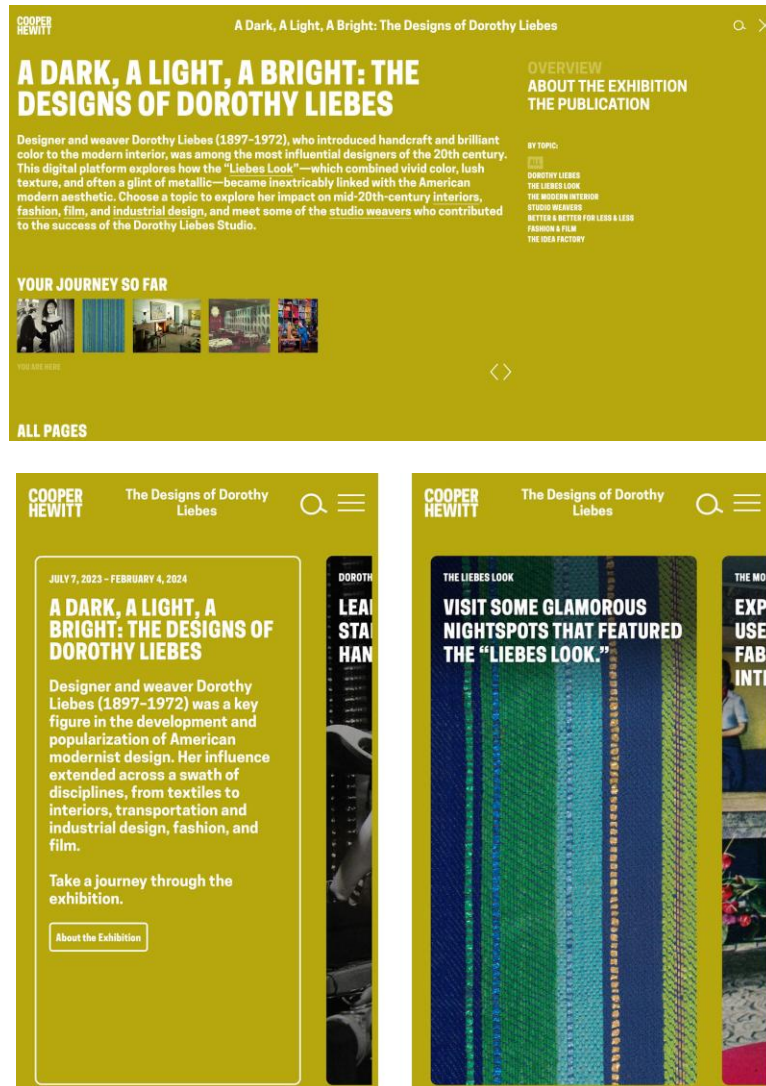 COOPER
HEWITT
A Dark, A Light, A Bright: The Designs of Dorothy Liebes
A DARK, A LIGHT, A BRIGHT: THE
DESIGNS OF DOROTHY LIEBES
Designer and weaver Dorothy Liebes (1897–1972), who introduced handcraft and brilliant
color to the modern interior, was among the most influential designers of the 20th century.
This digital platform explores how the “Liebes Look”—which combined vivid color, lush
texture, and often a glint of metallic—became inextricably linked with the American
modern aesthetic. Choose a topic to explore her impact on mid-20th-century interiors,
fashion, film, and industrial design, and meet some of the studio weavers who contributed
to the success of the Dorothy Liebes Studio.
OVERVIEW
ABOUT THE EXHIBITION
THE PUBLICATION
BY TOPIC:
ALL
DOROTHY LIEBES
THE LIEBES LOOK
THE MODERN INTERIOR
STUDIO WEAVERS
BETTER & BETTER FOR LESS & LESS
FASHION & FILM
THE IDEA FACTORY
YOUR JOURNEY SO FAR
YOU ARE HERE
ALL PAGES
COOPER
HEWITT
The Designs of Dorothy
Liebes
JULY 7, 2023 – FEBRUARY 4, 2024
A DARK, A LIGHT, A
BRIGHT: THE DESIGNS OF
DOROTHY LIEBES
Designer and weaver Dorothy
Liebes (1897–1972) was a key
figure in the development and
popularization of American
modernist design. Her influence
extended across a swath of
disciplines, from textiles to
interiors, transportation and
industrial design, fashion, and
film.
Take a journey through the
exhibition.
About the Exhibition
DOROTH
LEA
STA
HAN
COOPER
HEWITT
The Designs of Dorothy
Liebes
THE LIEBES LOOK
VISIT SOME GLAMOROUS
NIGHTSPOTS THAT FEATURED
THE “LIEBES LOOK.”
THE MO
EXP
USE
FAB
INTE